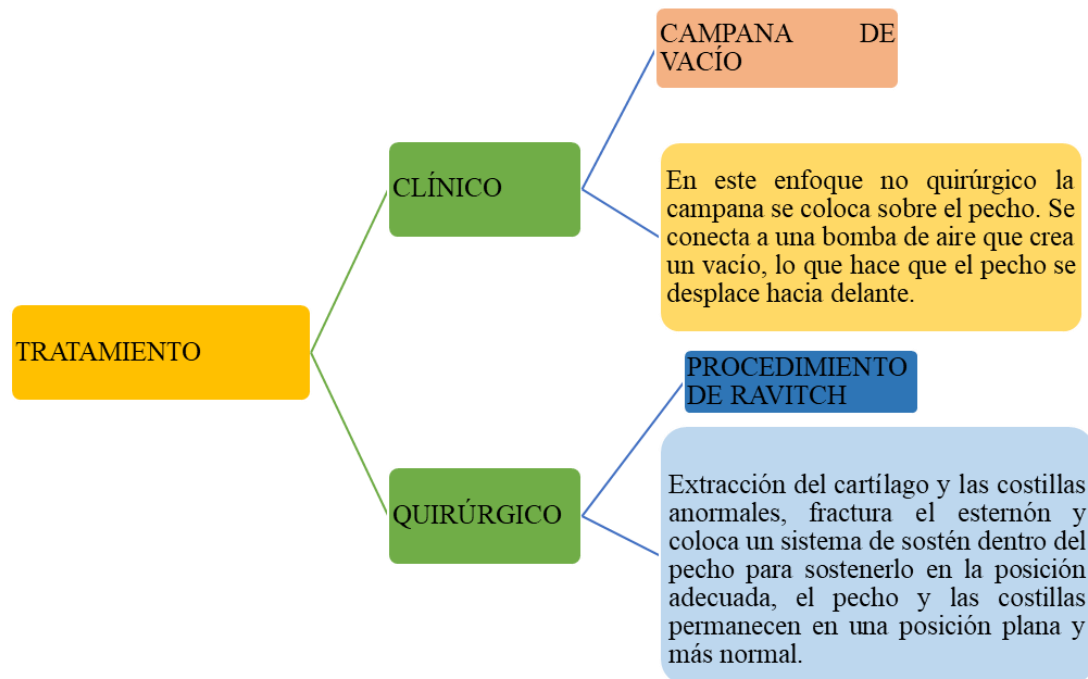 TRATAMIENTO
CLÍNICO
CAMPANA DE
VACÍO
En este enfoque no quirúrgico la
campana se coloca sobre el pecho. Se
conecta a una bomba de aire que crea
un vacío, lo que hace que el pecho se
desplace hacia delante.
QUIRÚRGICO
PROCEDIMIENTO
DE RAVITCH
Extracción del cartílago y las costillas
anormales, fractura el esternón y
coloca un sistema de sostén dentro del
pecho para sostenerlo en la posición
adecuada, el pecho y las costillas
permanecen en una posición plana y
más normal.